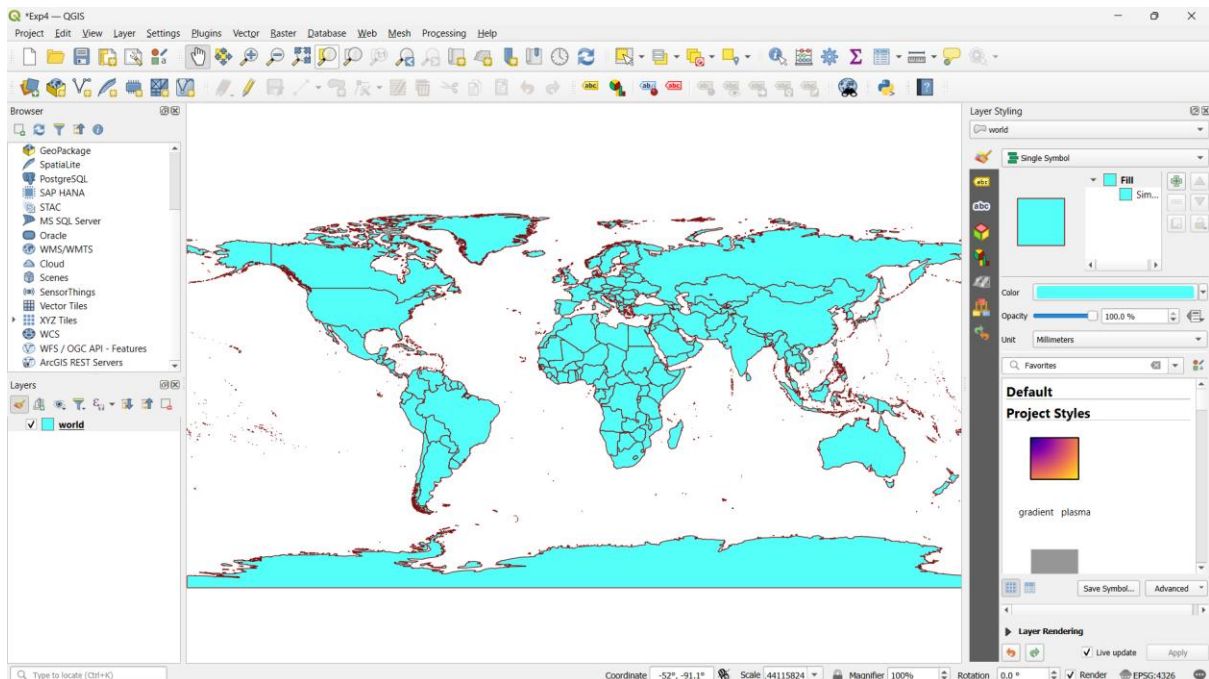 *Exp4 — QGIS
Project Edit View Layer Settings Plugins Vector Raster Database Web Mesh Processing Help
Browser
GeoPackage
SpatiaLite
PostgreSQL
SAP HANA
STAC
MS SQL Server
Oracle
WMS/WMTS
Cloud
Scenes
SensorThings
Vector Tiles
XYZ Tiles
WCS
WFS / OGC API - Features
ArcGIS REST Servers
Layers
world
Layer Styling
world
Single Symbol
Fill
Sim...
Color
Opacity 100.0 %
Unit Millimeters
Favorites
Default
Project Styles
gradient plasma
Save Symbol... Advanced
Layer Rendering
Live update Apply
Type to locate (Ctrl+K) Coordinate -52°, -91.1° Scale 44115824 Magnifier 100% Rotation 0.0 ° Render EPSG:4326